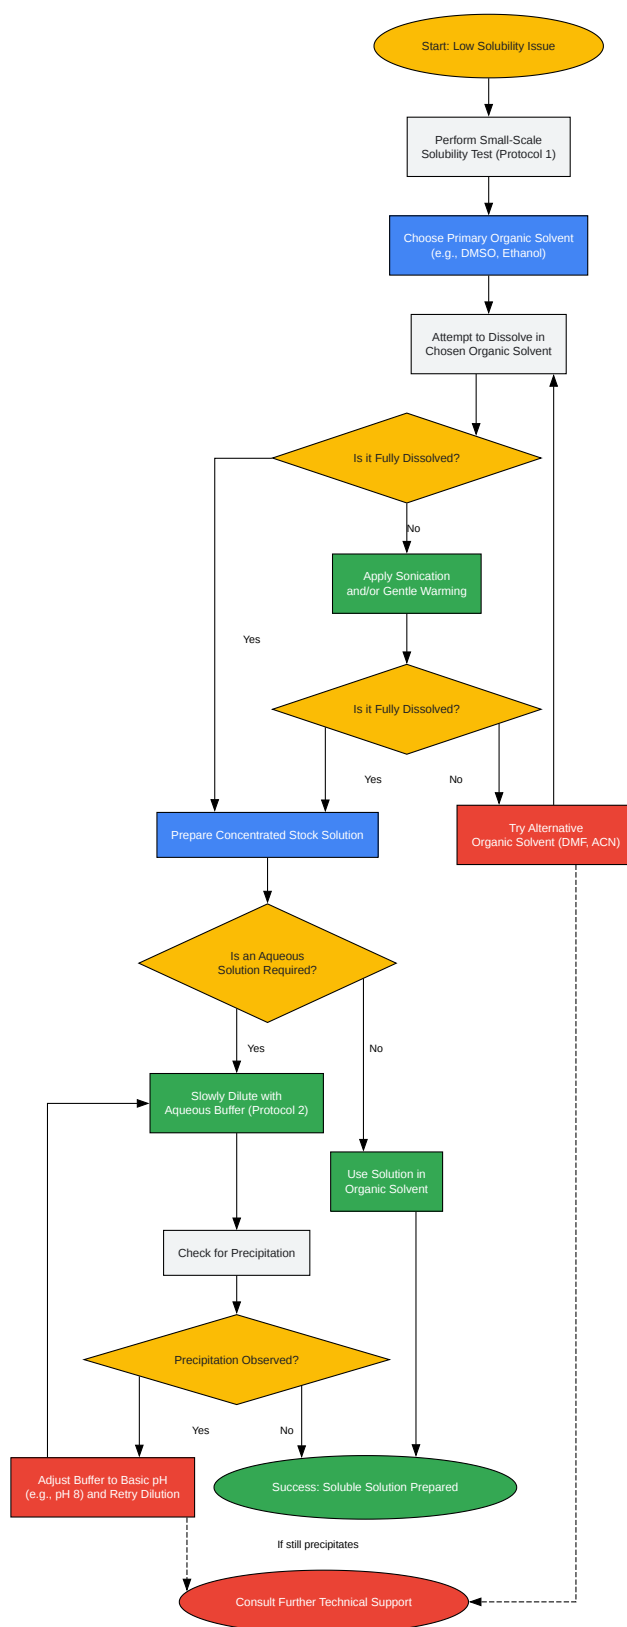 Start: Low Solubility Issue
Perform Small-Scale
Solubility Test (Protocol 1)
Choose Primary Organic Solvent
(e.g., DMSO, Ethanol)
Attempt to Dissolve in
Chosen Organic Solvent
Is it Fully Dissolved?
No
Apply Sonication
and/or Gentle Warming
Yes
Is it Fully Dissolved?
Yes
No
Prepare Concentrated Stock Solution
Try Alternative
Organic Solvent (DMF, ACN)
Is an Aqueous
Solution Required?
Yes
No
Slowly Dilute with
Aqueous Buffer (Protocol 2)
Use Solution in
Organic Solvent
Check for Precipitation
Precipitation Observed?
Yes
No
Adjust Buffer to Basic pH
(e.g., pH 8) and Retry Dilution
Success: Soluble Solution Prepared
If still precipitates
Consult Further Technical Support